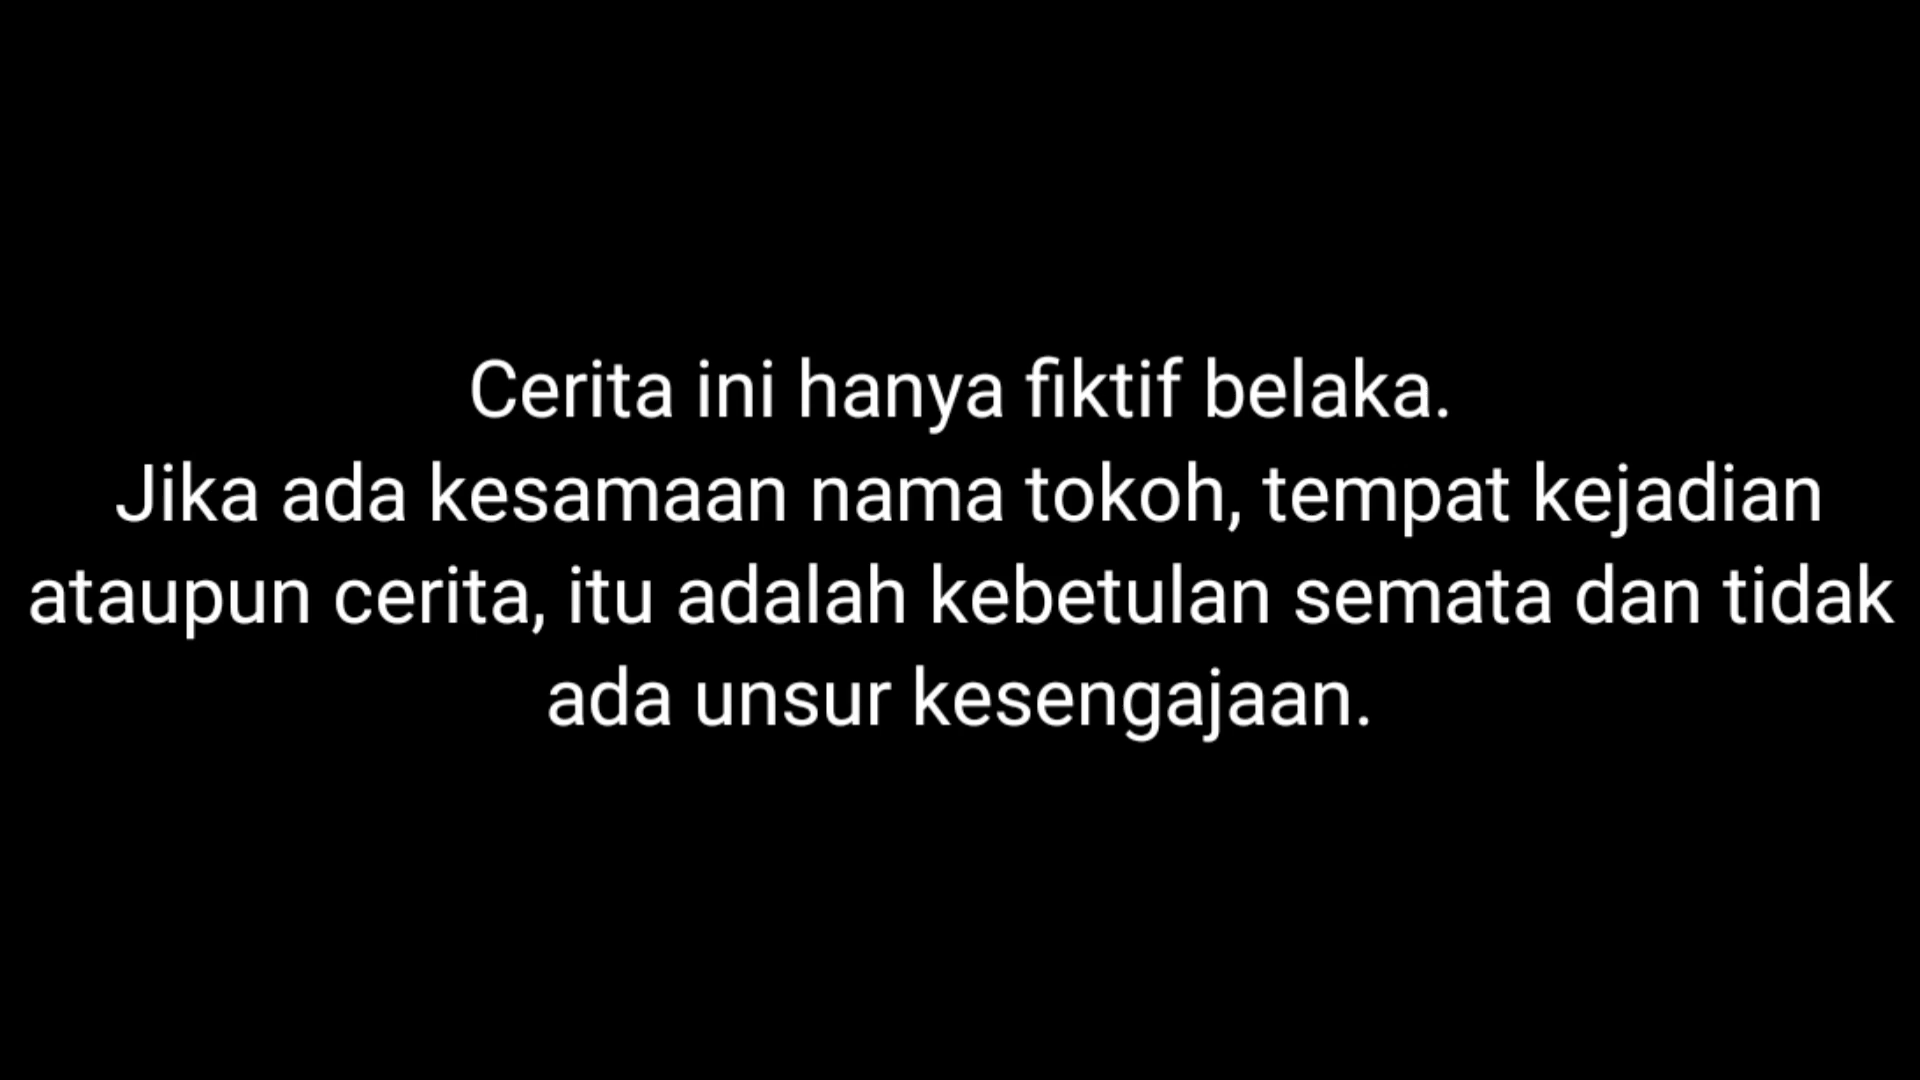 Cerita ini hanya fiktif belaka.
Jika ada kesamaan nama tokoh, tempat kejadian
ataupun cerita, itu adalah kebetulan semata dan tidak
ada unsur kesengajaan.